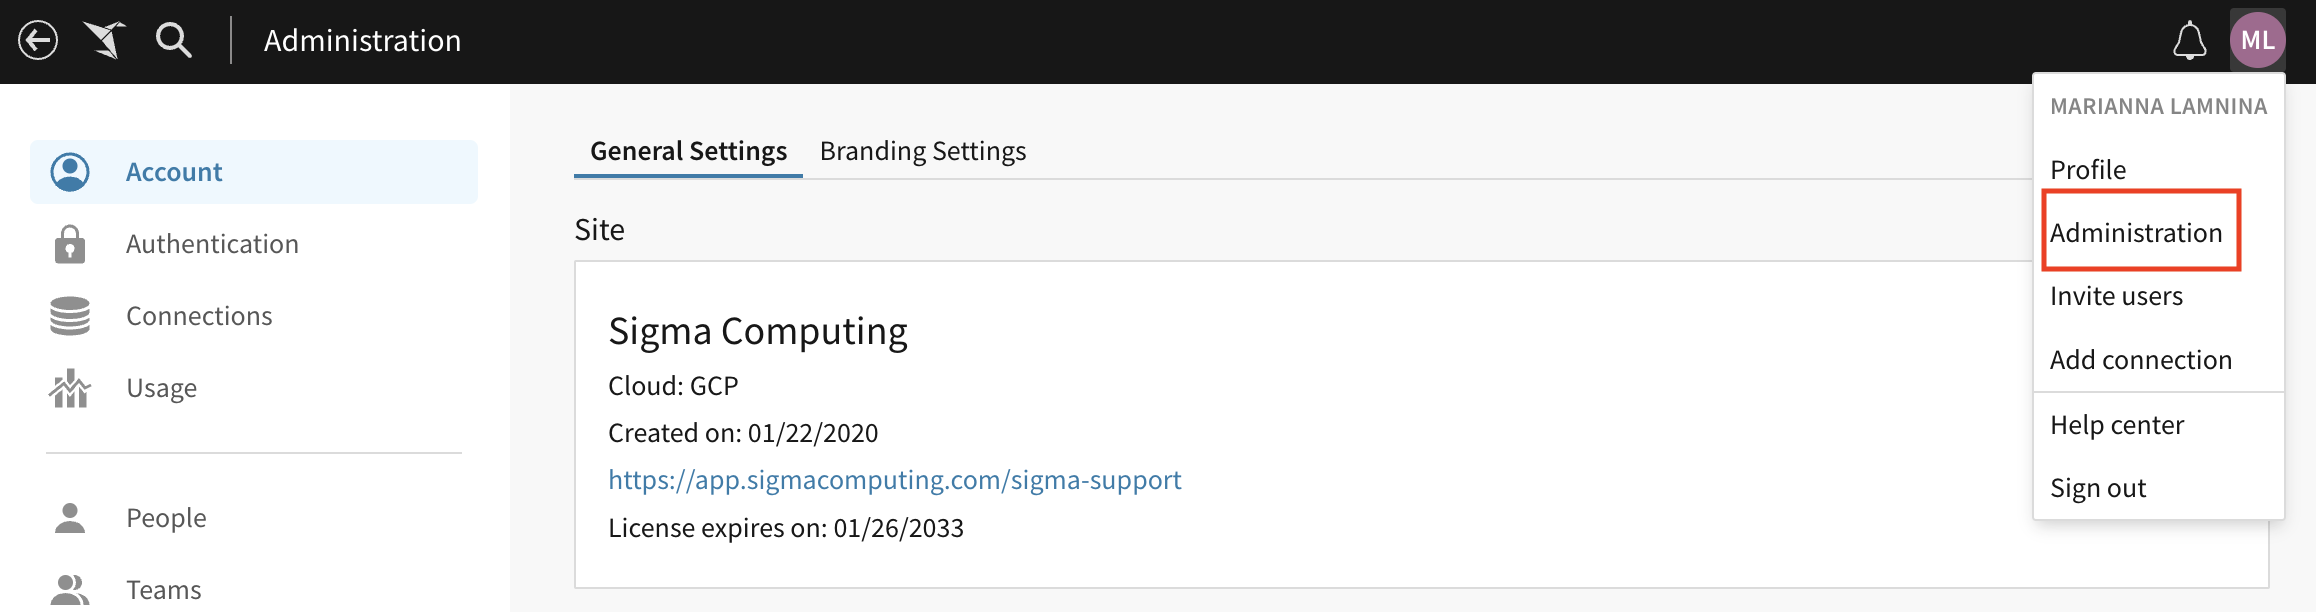 Administration
ML
Account
Authentication
Connections
Usage
People
Teams
General Settings
Branding Settings
Site
Sigma Computing
Cloud: GCP
Created on: 01/22/2020
https://app.sigmacomputing.com/sigma-support
License expires on: 01/26/2033
MARIANNA LAMNINA
Profile
Administration
Invite users
Add connection
Help center
Sign out